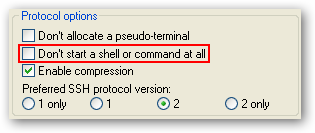 Protocol options
Don't allocate a pseudo-terminal
Don't start a shell or command at all
Enable compression
Preferred SSH protocol version:
1 only 1 2 2 only